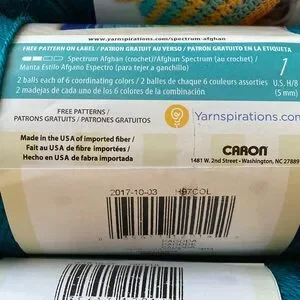 www.yarnspirations.com/spectrum-afghan
FREE PATTERN ON LABEL / PATRON GRATUIT AU VERSO / PATRÓN GRATUITO EN LA ETIQUETA
Spectrum Afghan (crochet)/Afghan Spectrum (au crochet) /
Manta Estilo Afgano Espectro (para tejer a ganchillo)
1
2 balls each of 6 coordinating colors / 2 balles de chaque 6 couleurs assorties
2 madejas de cada uno de los 6 colores de la combinación
U.S. H/8
(5 mm)
FREE PATTERNS /
PATRONS GRATUITS / PATRONES GRATUITOS
Yarnspirations.com
Made in the USA of imported fiber /
Fait au USA de fibre importées /
Hecho en USA de fabra importada
CARON
1481 W. 2nd Street - Washington, NC 27889
2017-10-03 H97COL
PAGODA
PAGODE